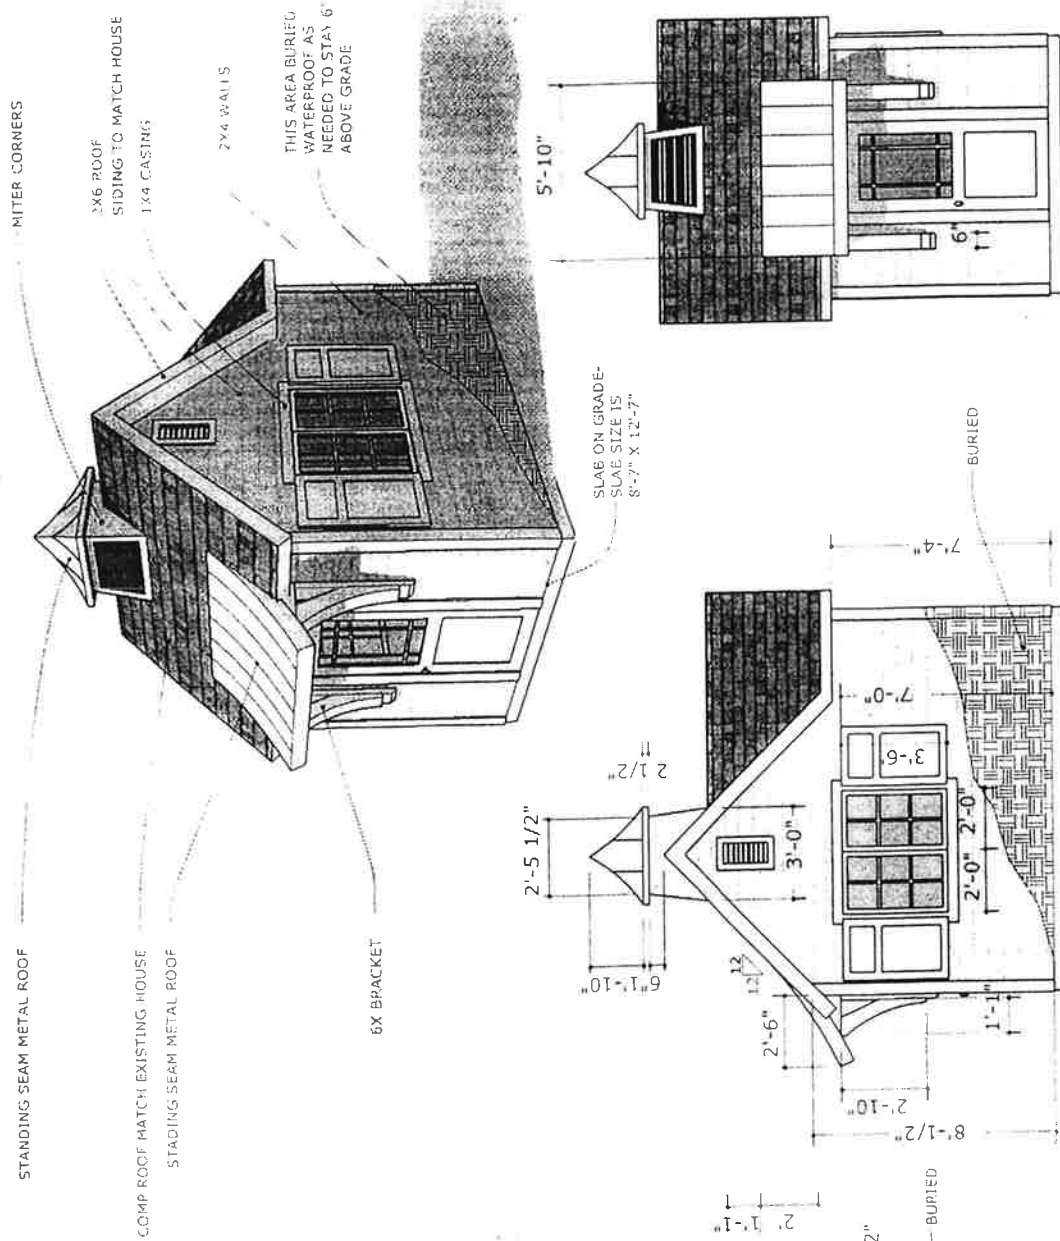 MITER CORNERS
2X6 ROOF
SIDING TO MATCH HOUSE
1X4 CASING
2X4 WALLS
THIS AREA BURIED
WATERPROOF AS
NEEDED TO STAY 6"
ABOVE GRADE
STANDING SEAM METAL ROOF
COMP ROOF MATCH EXISTING HOUSE
STADING SEAM METAL ROOF
6X BRACKET
SLAB ON GRADE-
SLAB SIZE IS
8'-7" X 12'-7"
5'-10"
6"
BURIED
7'-4"
7'-0"
3'-6"
2'-0"
2'-0"
3'-0"
2 1/2"
2'-5 1/2"
1'-10"
6"
12
12
2'-6"
1'-1"
2'-10"
8'-1/2"
BURIED
1'-1"
2'
2"